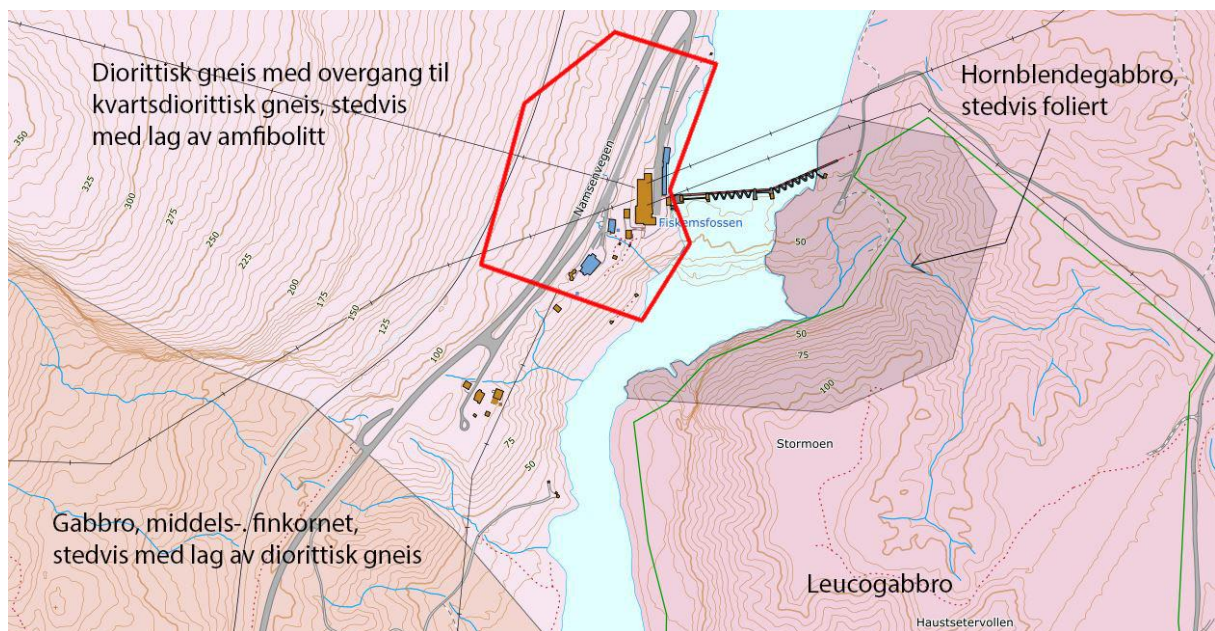 Diorittisk gneis med overgang til
kvartsdiorittisk gneis, stedvis
med lag av amfibolitt
Hornblendegabbro,
stedvis foliert
350
325
300
275
250
225
200
175
150
125
100
Namsenvegen
Fiskemsfossen
50
50
75
100
75
50
Stormoen
Gabbro, middels-. finkornet,
stedvis med lag av diorittisk gneis
Leucogabbro
Haustsetervollen